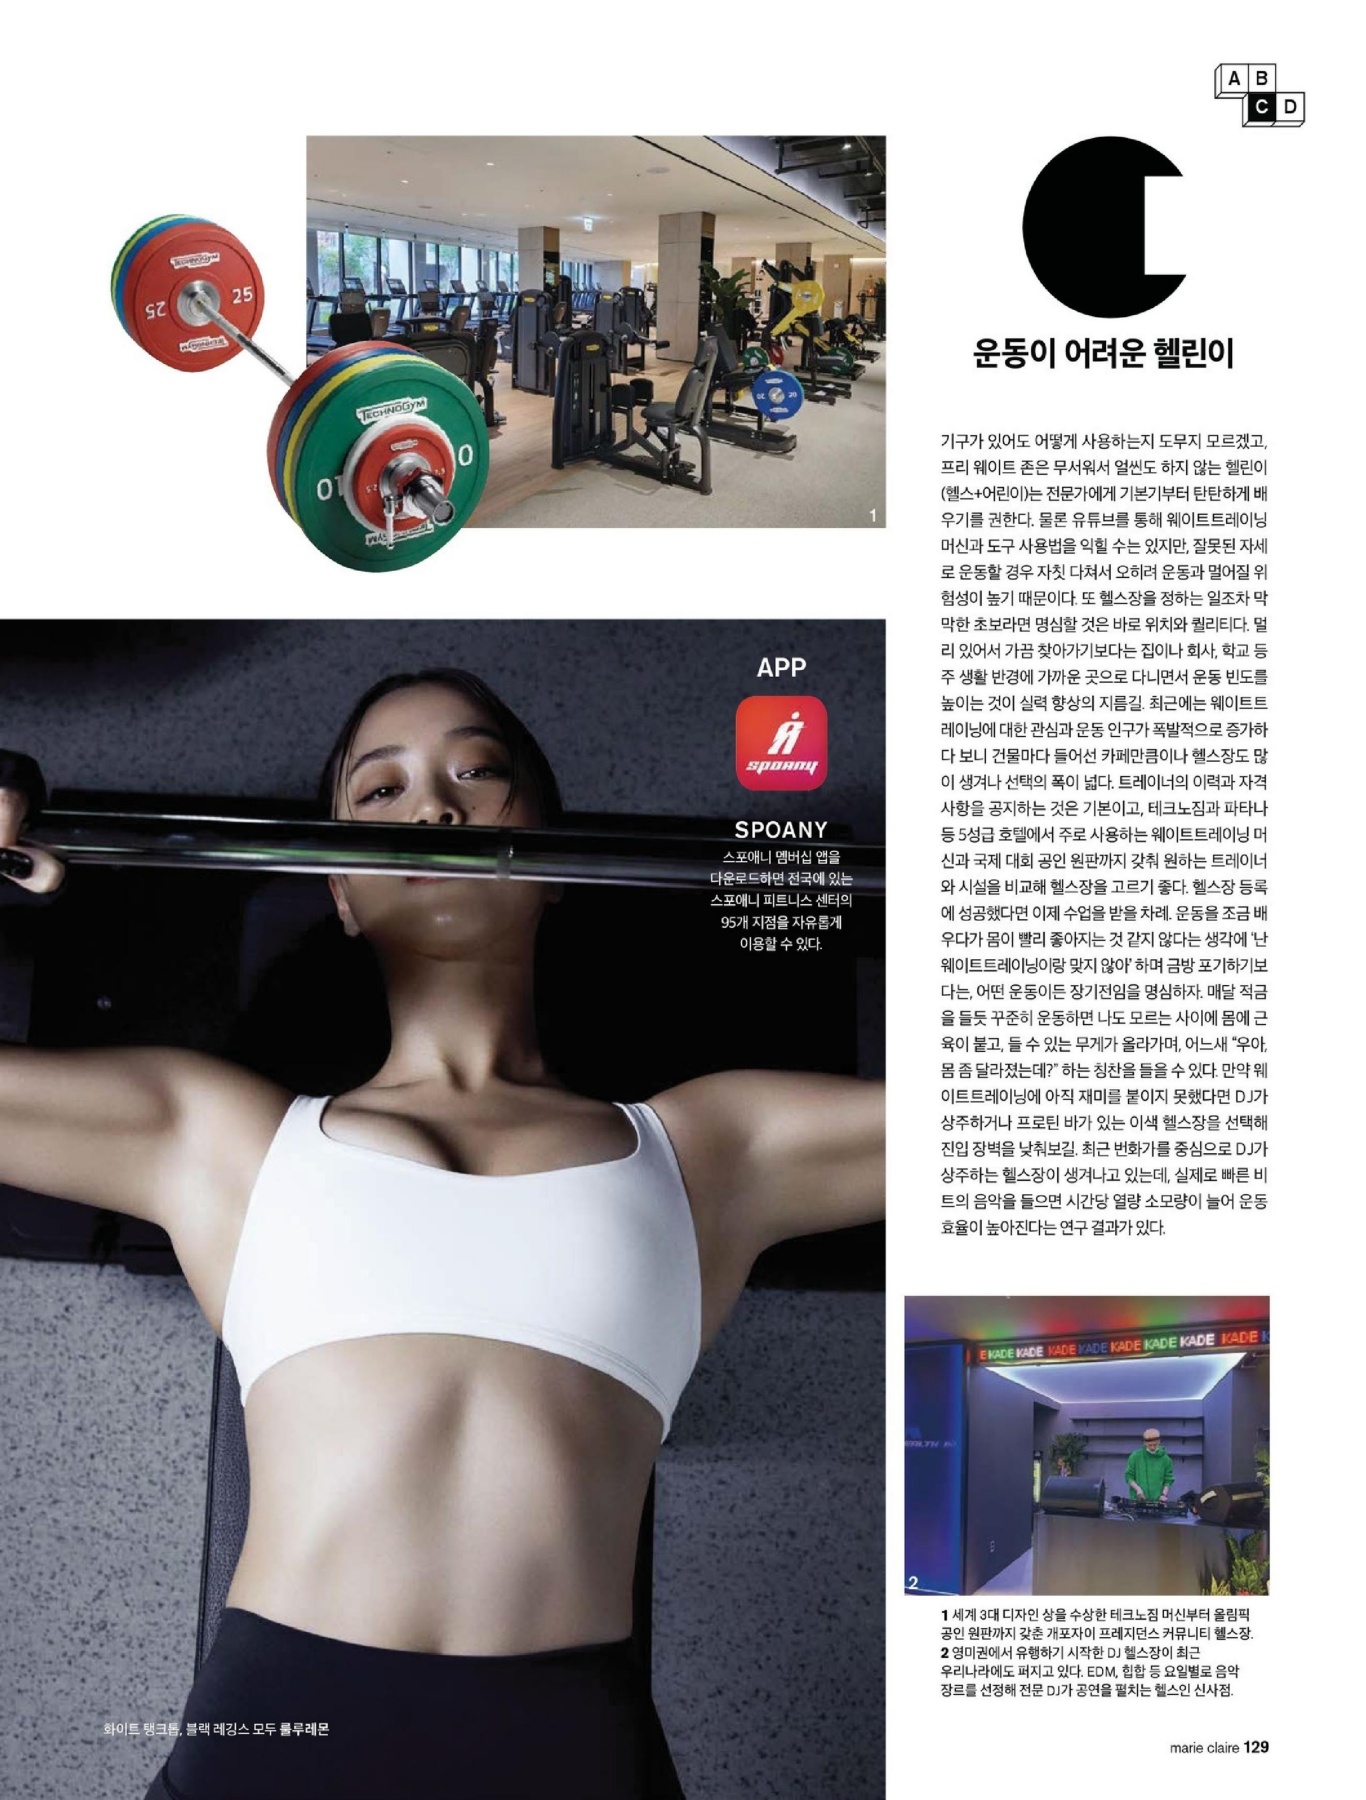 A B
C D
C
운동이 어려운 헬린이
기구가 있어도 어떻게 사용하는지 도무지 모르겠고,
프리 웨이트 존은 무서워서 얼씬도 하지 않는 헬린이
(헬스+어린이)는 전문가에게 기본기부터 탄탄하게 배
우기를 권한다. 물론 유튜브를 통해 웨이트트레이닝
머신과 도구 사용법을 익힐 수는 있지만, 잘못된 자세
로 운동할 경우 자칫 다쳐서 오히려 운동과 멀어질 위
험성이 높기 때문이다. 또 헬스장을 정하는 일조차 막
막한 초보라면 명심할 것은 바로 위치와 퀄리티다. 멀
리 있어서 가끔 찾아가기보다는 집이나 회사, 학교 등
주 생활 반경에 가까운 곳으로 다니면서 운동 빈도를
높이는 것이 실력 향상의 지름길. 최근에는 웨이트트
레이닝에 대한 관심과 운동 인구가 폭발적으로 증가하
다 보니 건물마다 들어선 카페만큼이나 헬스장도 많
이 생겨나 선택의 폭이 넓다. 트레이너의 이력과 자격
사항을 공지하는 것은 기본이고, 테크노짐과 파타나
등 5성급 호텔에서 주로 사용하는 웨이트트레이닝 머
신과 국제 대회 공인 원판까지 갖춰 원하는 트레이너
와 시설을 비교해 헬스장을 고르기 좋다. 헬스장 등록
에 성공했다면 이제 수업을 받을 차례. 운동을 조금 배
우다가 몸이 빨리 좋아지는 것 같지 않다는 생각에 ‘난
웨이트트레이닝이랑 맞지 않아’ 하며 금방 포기하기보
다는, 어떤 운동이든 장기전임을 명심하자. 매달 적금
을 들듯 꾸준히 운동하면 나도 모르는 사이에 몸에 근
육이 붙고, 들 수 있는 무게가 올라가며, 어느새 “우아,
몸 좀 달라졌는데?” 하는 칭찬을 들을 수 있다. 만약 웨
이트트레이닝에 아직 재미를 붙이지 못했다면 DJ가
상주하거나 프로틴 바가 있는 이색 헬스장을 선택해
진입 장벽을 낮춰보길. 최근 번화가를 중심으로 DJ가
상주하는 헬스장이 생겨나고 있는데, 실제로 빠른 비
트의 음악을 들으면 시간당 열량 소모량이 늘어 운동
효율이 높아진다는 연구 결과가 있다.
TECHNOGYM
25
25
TECHNOGYM
TECHNOGYM
10
0
TECHNOGYM
2.5
20
1
APP
SPOANY
SPOANY
스포애니 멤버십 앱을
다운로드하면 전국에 있는
스포애니 피트니스 센터의
95개 지점을 자유롭게
이용할 수 있다.
KADE KADE KADE KADE KADE KADE KADE KADE
2
1 세계 3대 디자인 상을 수상한 테크노짐 머신부터 올림픽
공인 원판까지 갖춘 개포자이 프레지던스 커뮤니티 헬스장.
2 영미권에서 유행하기 시작한 DJ 헬스장이 최근
우리나라에도 퍼지고 있다. EDM, 힙합 등 요일별로 음악
장르를 선정해 전문 DJ가 공연을 펼치는 헬스인 신사점.
화이트 탱크톱, 블랙 레깅스 모두 룰루레몬
marie claire 129